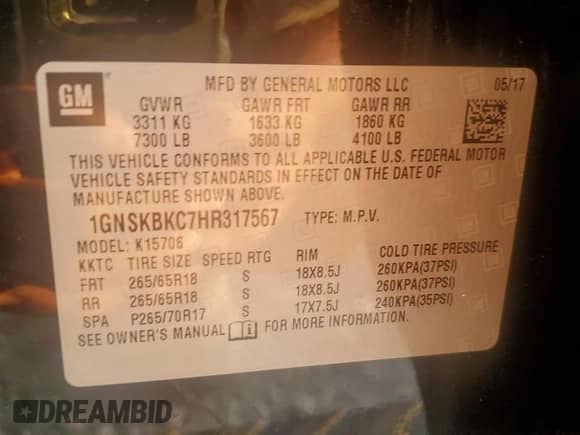 GM
MFD BY GENERAL MOTORS LLC 05/17
GVWR GAWR FRT GAWR RR
3311 KG 1633 KG 1860 KG
7300 LB 3600 LB 4100 LB
THIS VEHICLE CONFORMS TO ALL APPLICABLE U.S. FEDERAL MOTOR
VEHICLE SAFETY STANDARDS IN EFFECT ON THE DATE OF
MANUFACTURE SHOWN ABOVE.
1GNSKBKC7HR317567 TYPE: M.P.V.
MODEL: K15706
KKTC TIRE SIZE SPEED RTG RIM COLD TIRE PRESSURE
FRT 265/65R18 S 18X8.5J 260KPA(37PSI)
RR 265/65R18 S 18X8.5J 260KPA(37PSI)
SPA P265/70R17 S 17X7.5J 240KPA(35PSI)
SEE OWNER'S MANUAL FOR MORE INFORMATION.
DREAMBID